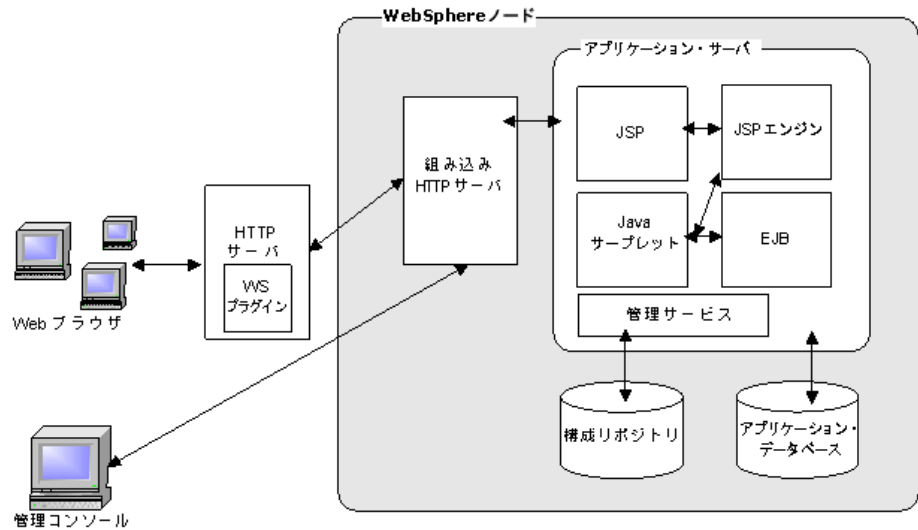 WebSphereノード
アプリケーション・サーバ
JSP
JSPエンジン
組み込み
HTTPサーバ
HTTP
サーバ
WS
プラグイン
Java
サーブレット
EJB
管理サービス
Webブラウザ
構成リポジトリ
アプリケーション・
データベース
管理コンソール